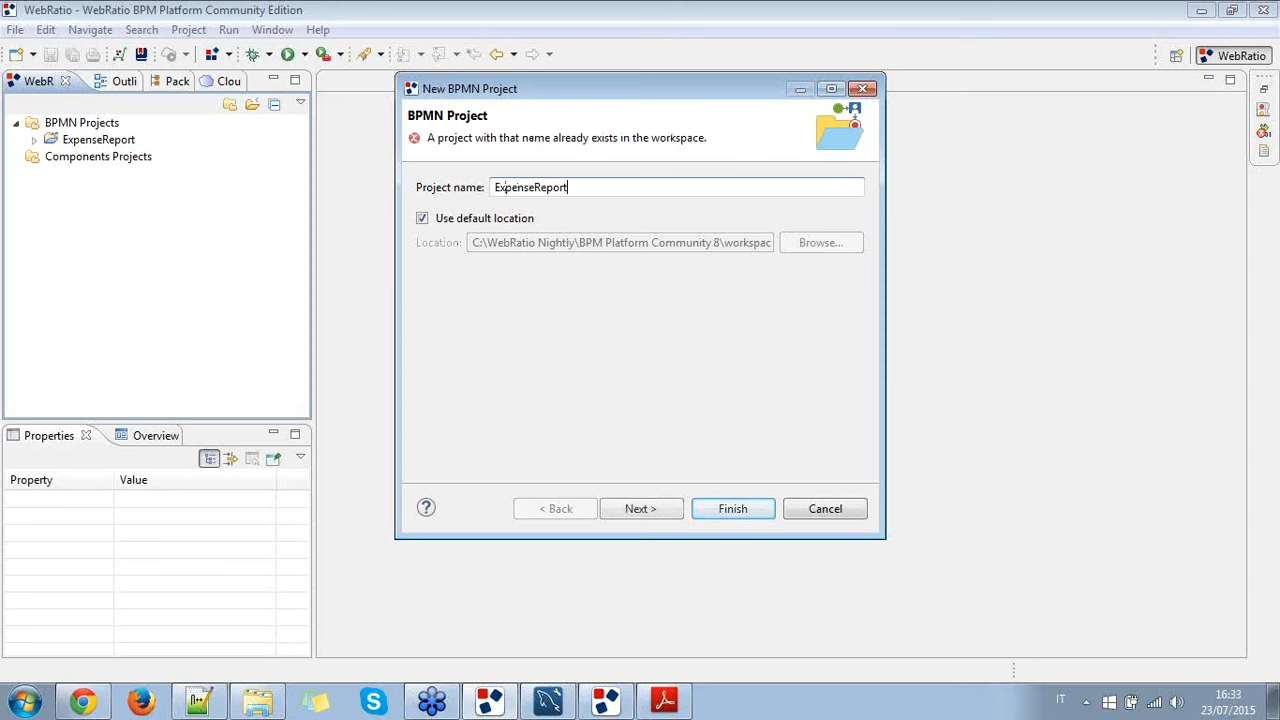 WebRatio - WebRatio BPM Platform Community Edition
File Edit Navigate Search Project Run Window Help
WebRatio
WebR Outli Pack Clou
BPMN Projects
ExpenseReport
Components Projects
New BPMN Project
BPMN Project
A project with that name already exists in the workspace.
Project name: ExpenseReport
Use default location
Location: C:\WebRatio Nightly\BPM Platform Community 8\workspac Browse...
< Back Next > Finish Cancel
Properties Overview
Property Value
IT
16:33
23/07/2015